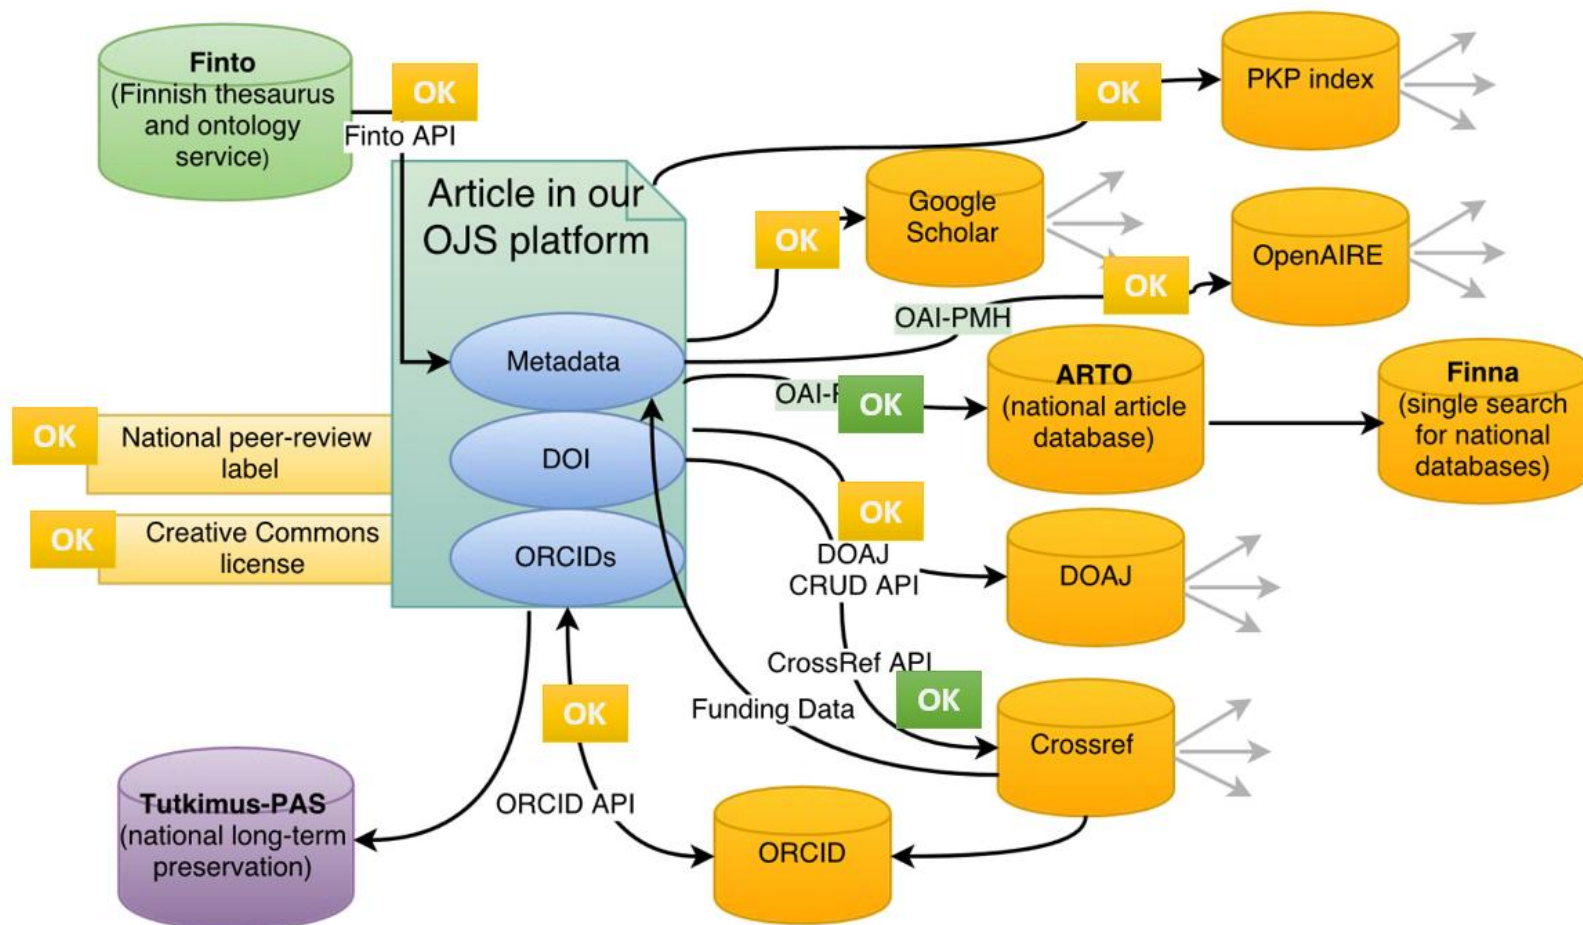 Finto
(Finnish thesaurus
and ontology
service)
OK
Finto API
Article in our
OJS platform
Metadata
DOI
ORCIDs
OK
National peer-review
label
OK
Creative Commons
license
OK
PKP index
OK
Google
Scholar
OK
OpenAIRE
OAI-PMH
OAI-P
OK
ARTO
(national article
database)
Finna
(single search
for national
databases)
OK
DOAJ
CRUD API
DOAJ
CrossRef API
OK
Funding Data
Crossref
OK
ORCID API
ORCID
Tutkimus-PAS
(national long-term
preservation)